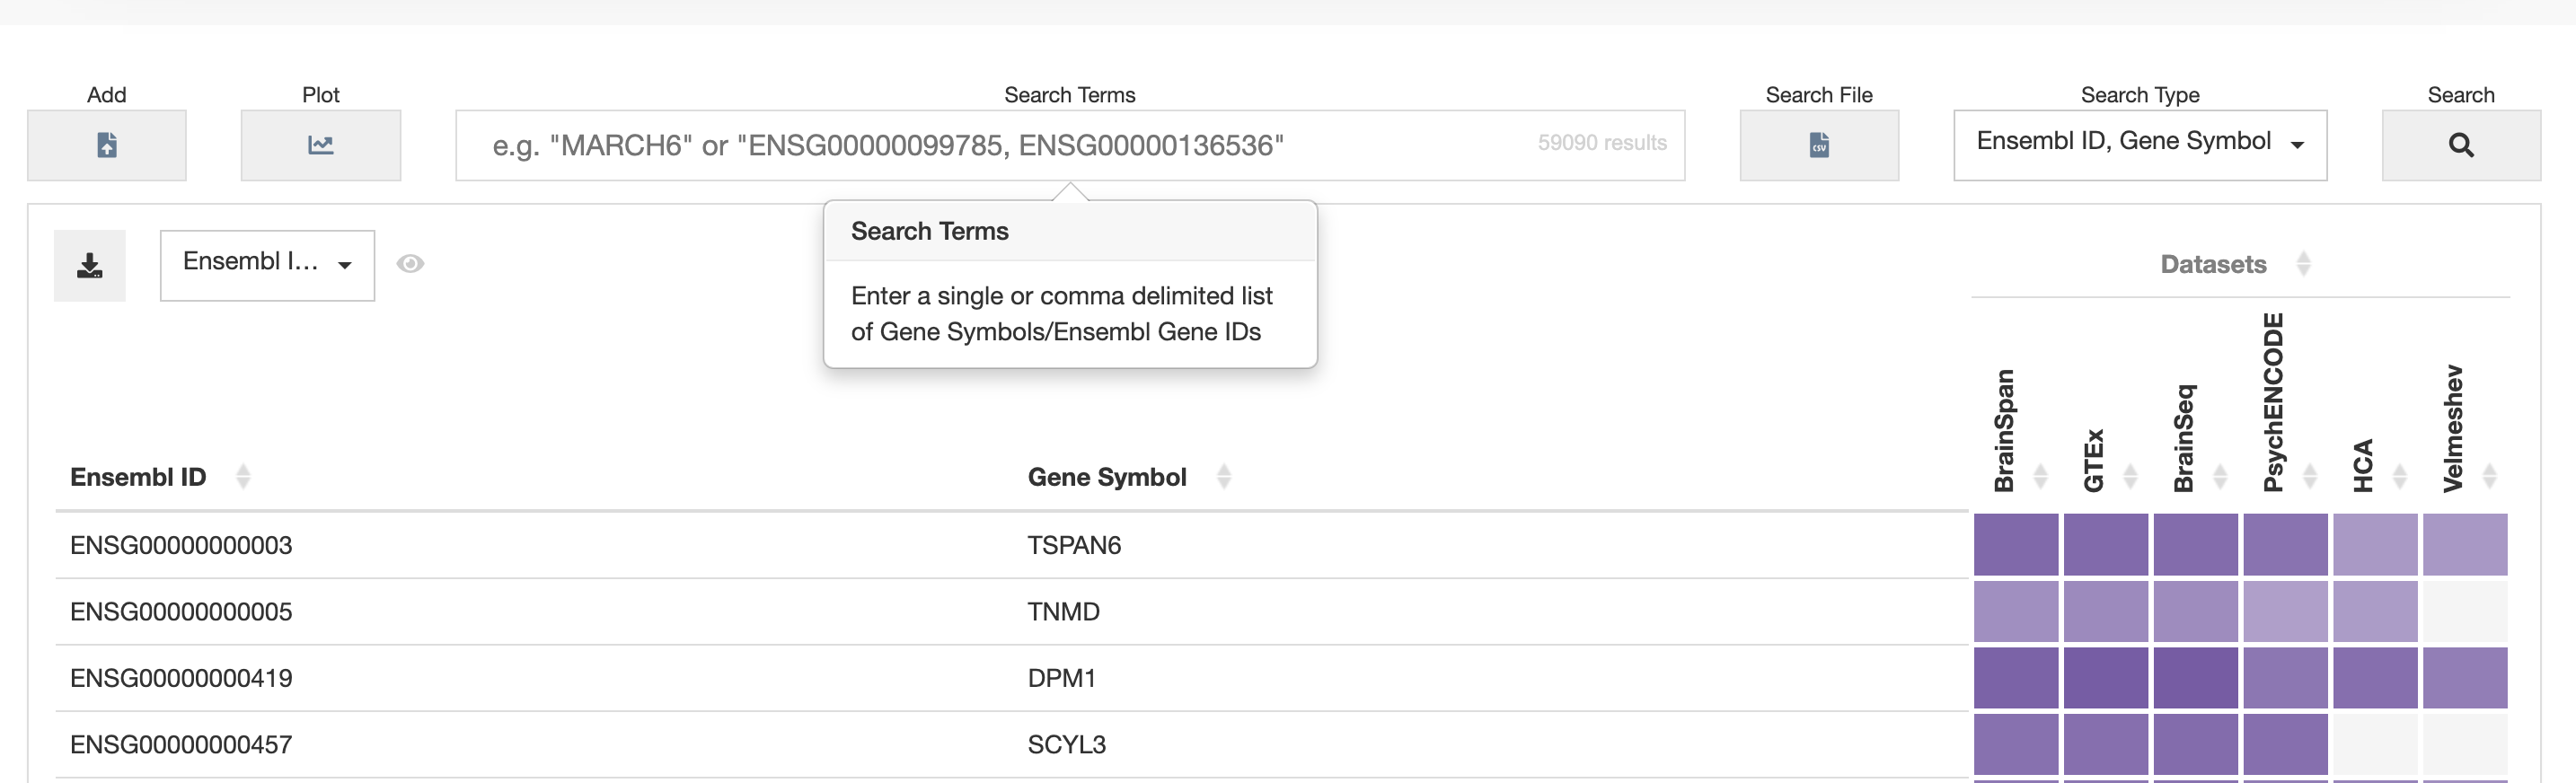 Add
Plot
Search Terms
Search File
Search Type
Search
e.g. "MARCH6" or "ENSG00000099785, ENSG00000136536"
59090 results
csv
Ensembl ID, Gene Symbol
Search Terms
Enter a single or comma delimited list
of Gene Symbols/Ensembl Gene IDs
Ensembl I...
Datasets
Ensembl ID
Gene Symbol
BrainSpan
GTEx
BrainSeq
PsychENCODE
HCA
Velmeshev
ENSG00000000003 TSPAN6
ENSG00000000005 TNMD
ENSG00000000419 DPM1
ENSG00000000457 SCYL3